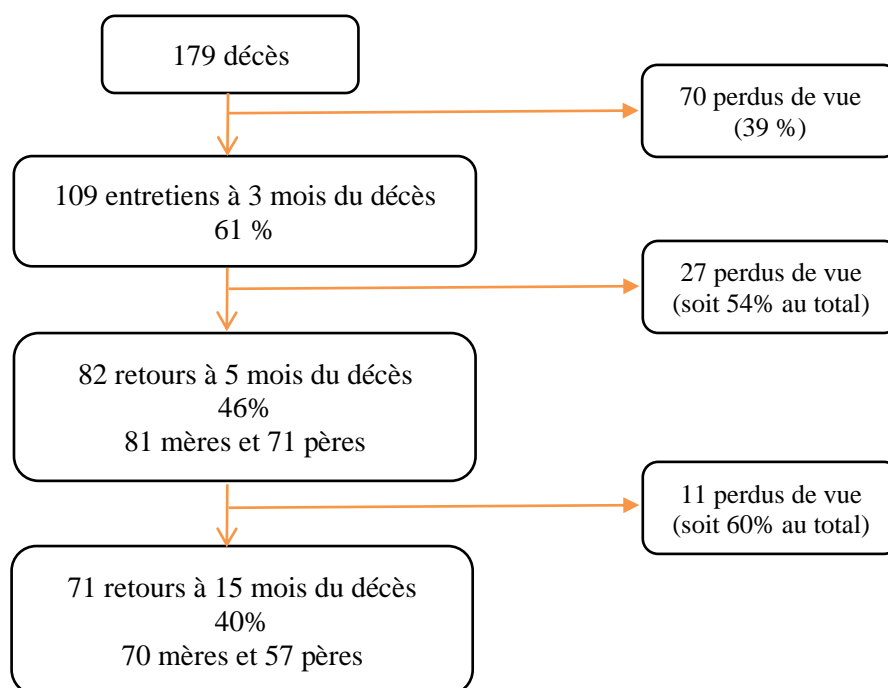 179 décès
70 perdus de vue
(39 %)
109 entretiens à 3 mois du décès
61 %
27 perdus de vue
(soit 54% au total)
82 retours à 5 mois du décès
46%
81 mères et 71 pères
11 perdus de vue
(soit 60% au total)
71 retours à 15 mois du décès
40%
70 mères et 57 pères